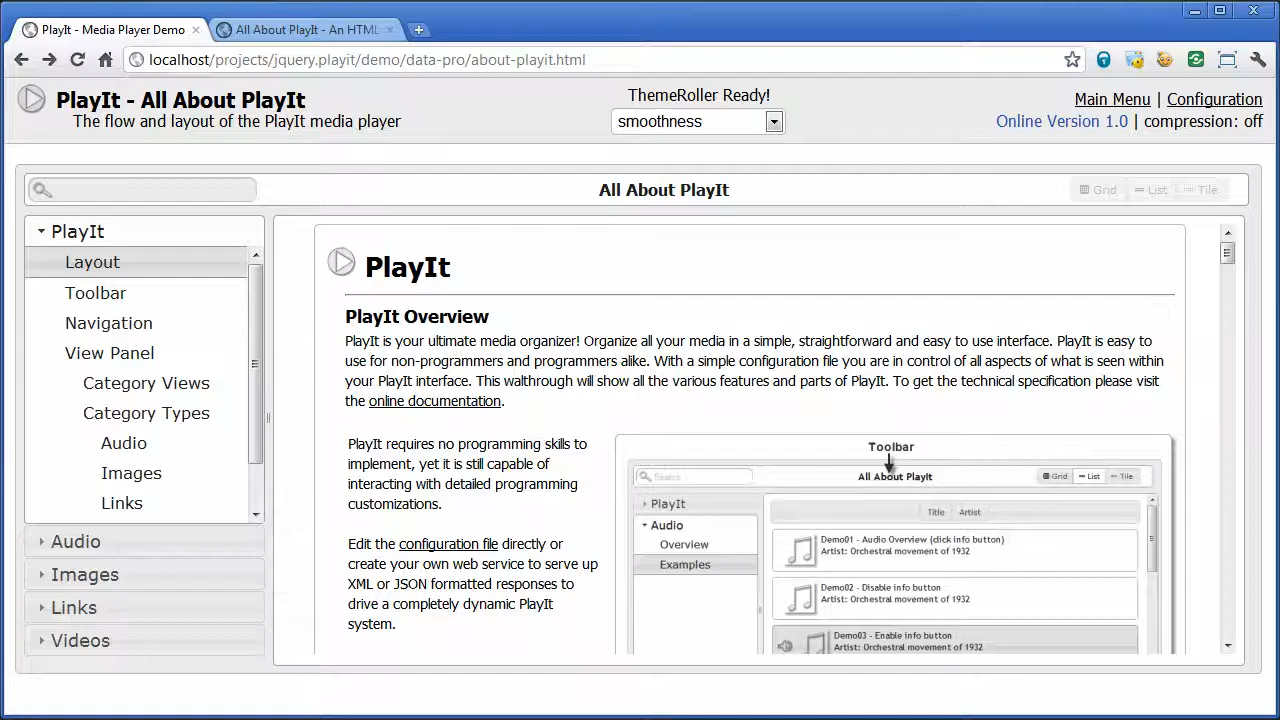 PlayIt - Media Player Demo
All About PlayIt - An HTML
localhost/projects/jquery.playit/demo/data-pro/about-playit.html
PlayIt - All About PlayIt
The flow and layout of the PlayIt media player
ThemeRoller Ready!
smoothness
Main Menu | Configuration
Online Version 1.0 | compression: off
All About PlayIt
Grid
List
Tile
PlayIt
Layout
Toolbar
Navigation
View Panel
Category Views
Category Types
Audio
Images
Links
Audio
Images
Links
Videos
PlayIt
PlayIt Overview
PlayIt is your ultimate media organizer! Organize all your media in a simple, straightforward and easy to use interface. PlayIt is easy to
use for non-programmers and programmers alike. With a simple configuration file you are in control of all aspects of what is seen within
your PlayIt interface. This walthrough will show all the various features and parts of PlayIt. To get the technical specification please visit
the online documentation.
PlayIt requires no programming skills to
implement, yet it is still capable of
interacting with detailed programming
customizations.
Edit the configuration file directly or
create your own web service to serve up
XML or JSON formatted responses to
drive a completely dynamic PlayIt
system.
Toolbar
Search
All About PlayIt
Grid
List
Tile
PlayIt
Audio
Overview
Examples
Title
Artist
Demo01 - Audio Overview (click info button)
Artist: Orchestral movement of 1932
Demo02 - Disable info button
Artist: Orchestral movement of 1932
Demo03 - Enable info button
Artist: Orchestral movement of 1932